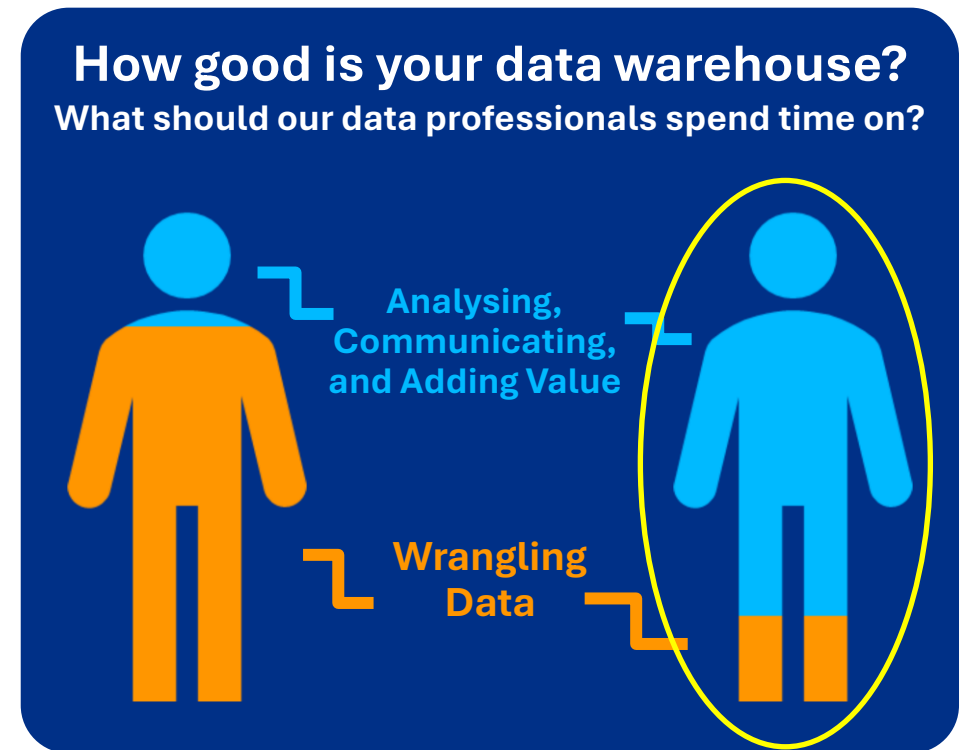 How good is your data warehouse?
What should our data professionals spend time on?
Analysing,
Communicating,
and Adding Value
Wrangling
Data